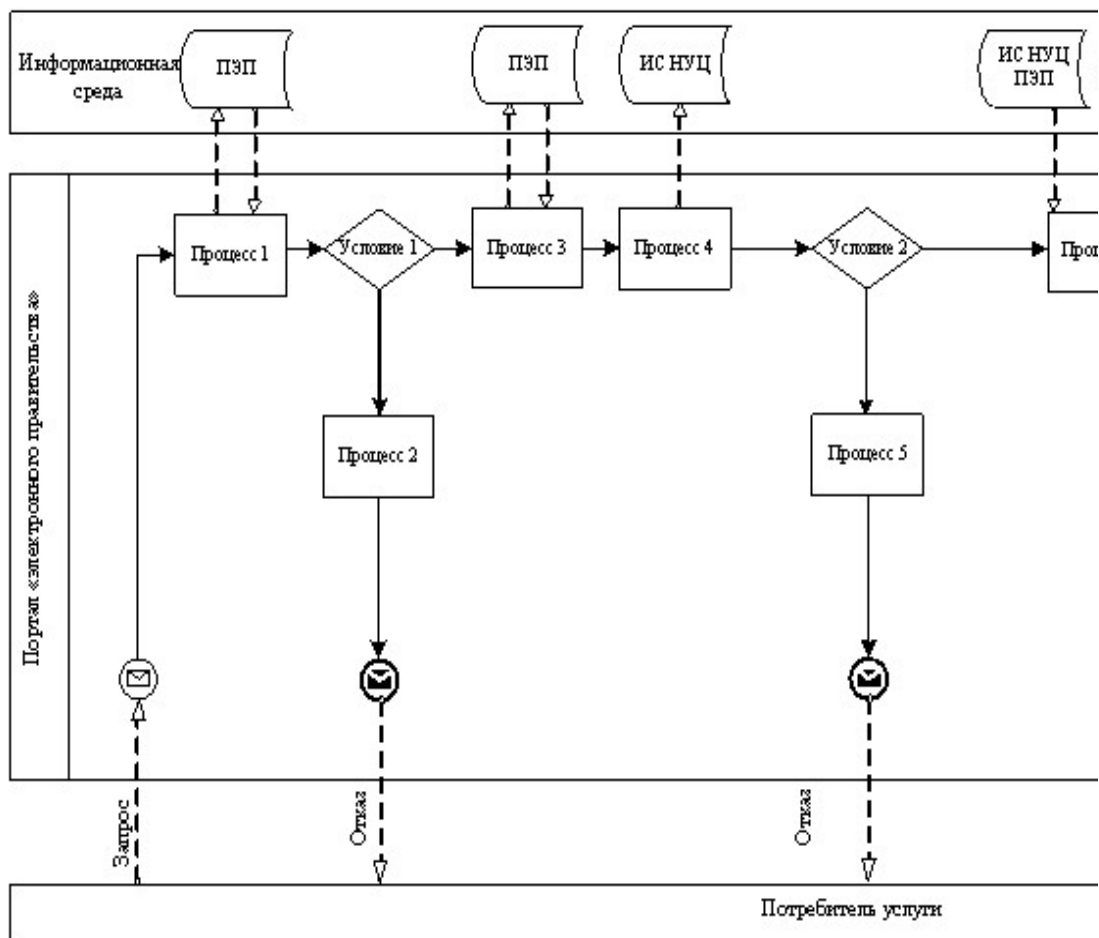 Информационная
среда
ПЭП
ПЭП
ИС НУЦ
ИС НУЦ
ПЭП
Портал «электронного правительства»
Процесс 1
Условие 1
Процесс 3
Процесс 4
Условие 2
Проц
Процесс 2
Процесс 5
Запрос
Отказ
Отказ
Потребитель услуги